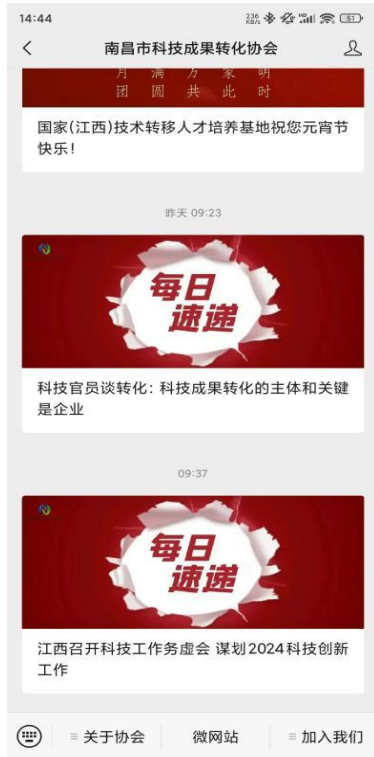 14:44
236 KB/s 5G 51
南昌市科技成果转化协会
月 满 万 家 明
团 圆 共 此 时
国家(江西)技术转移人才培养基地祝您元宵节
快乐!
昨天 09:23
每日
速递
科技官员谈转化：科技成果转化的主体和关键
是企业
09:37
每日
速递
江西召开科技工作务虚会 谋划2024科技创新
工作
关于协会 微网站 加入我们